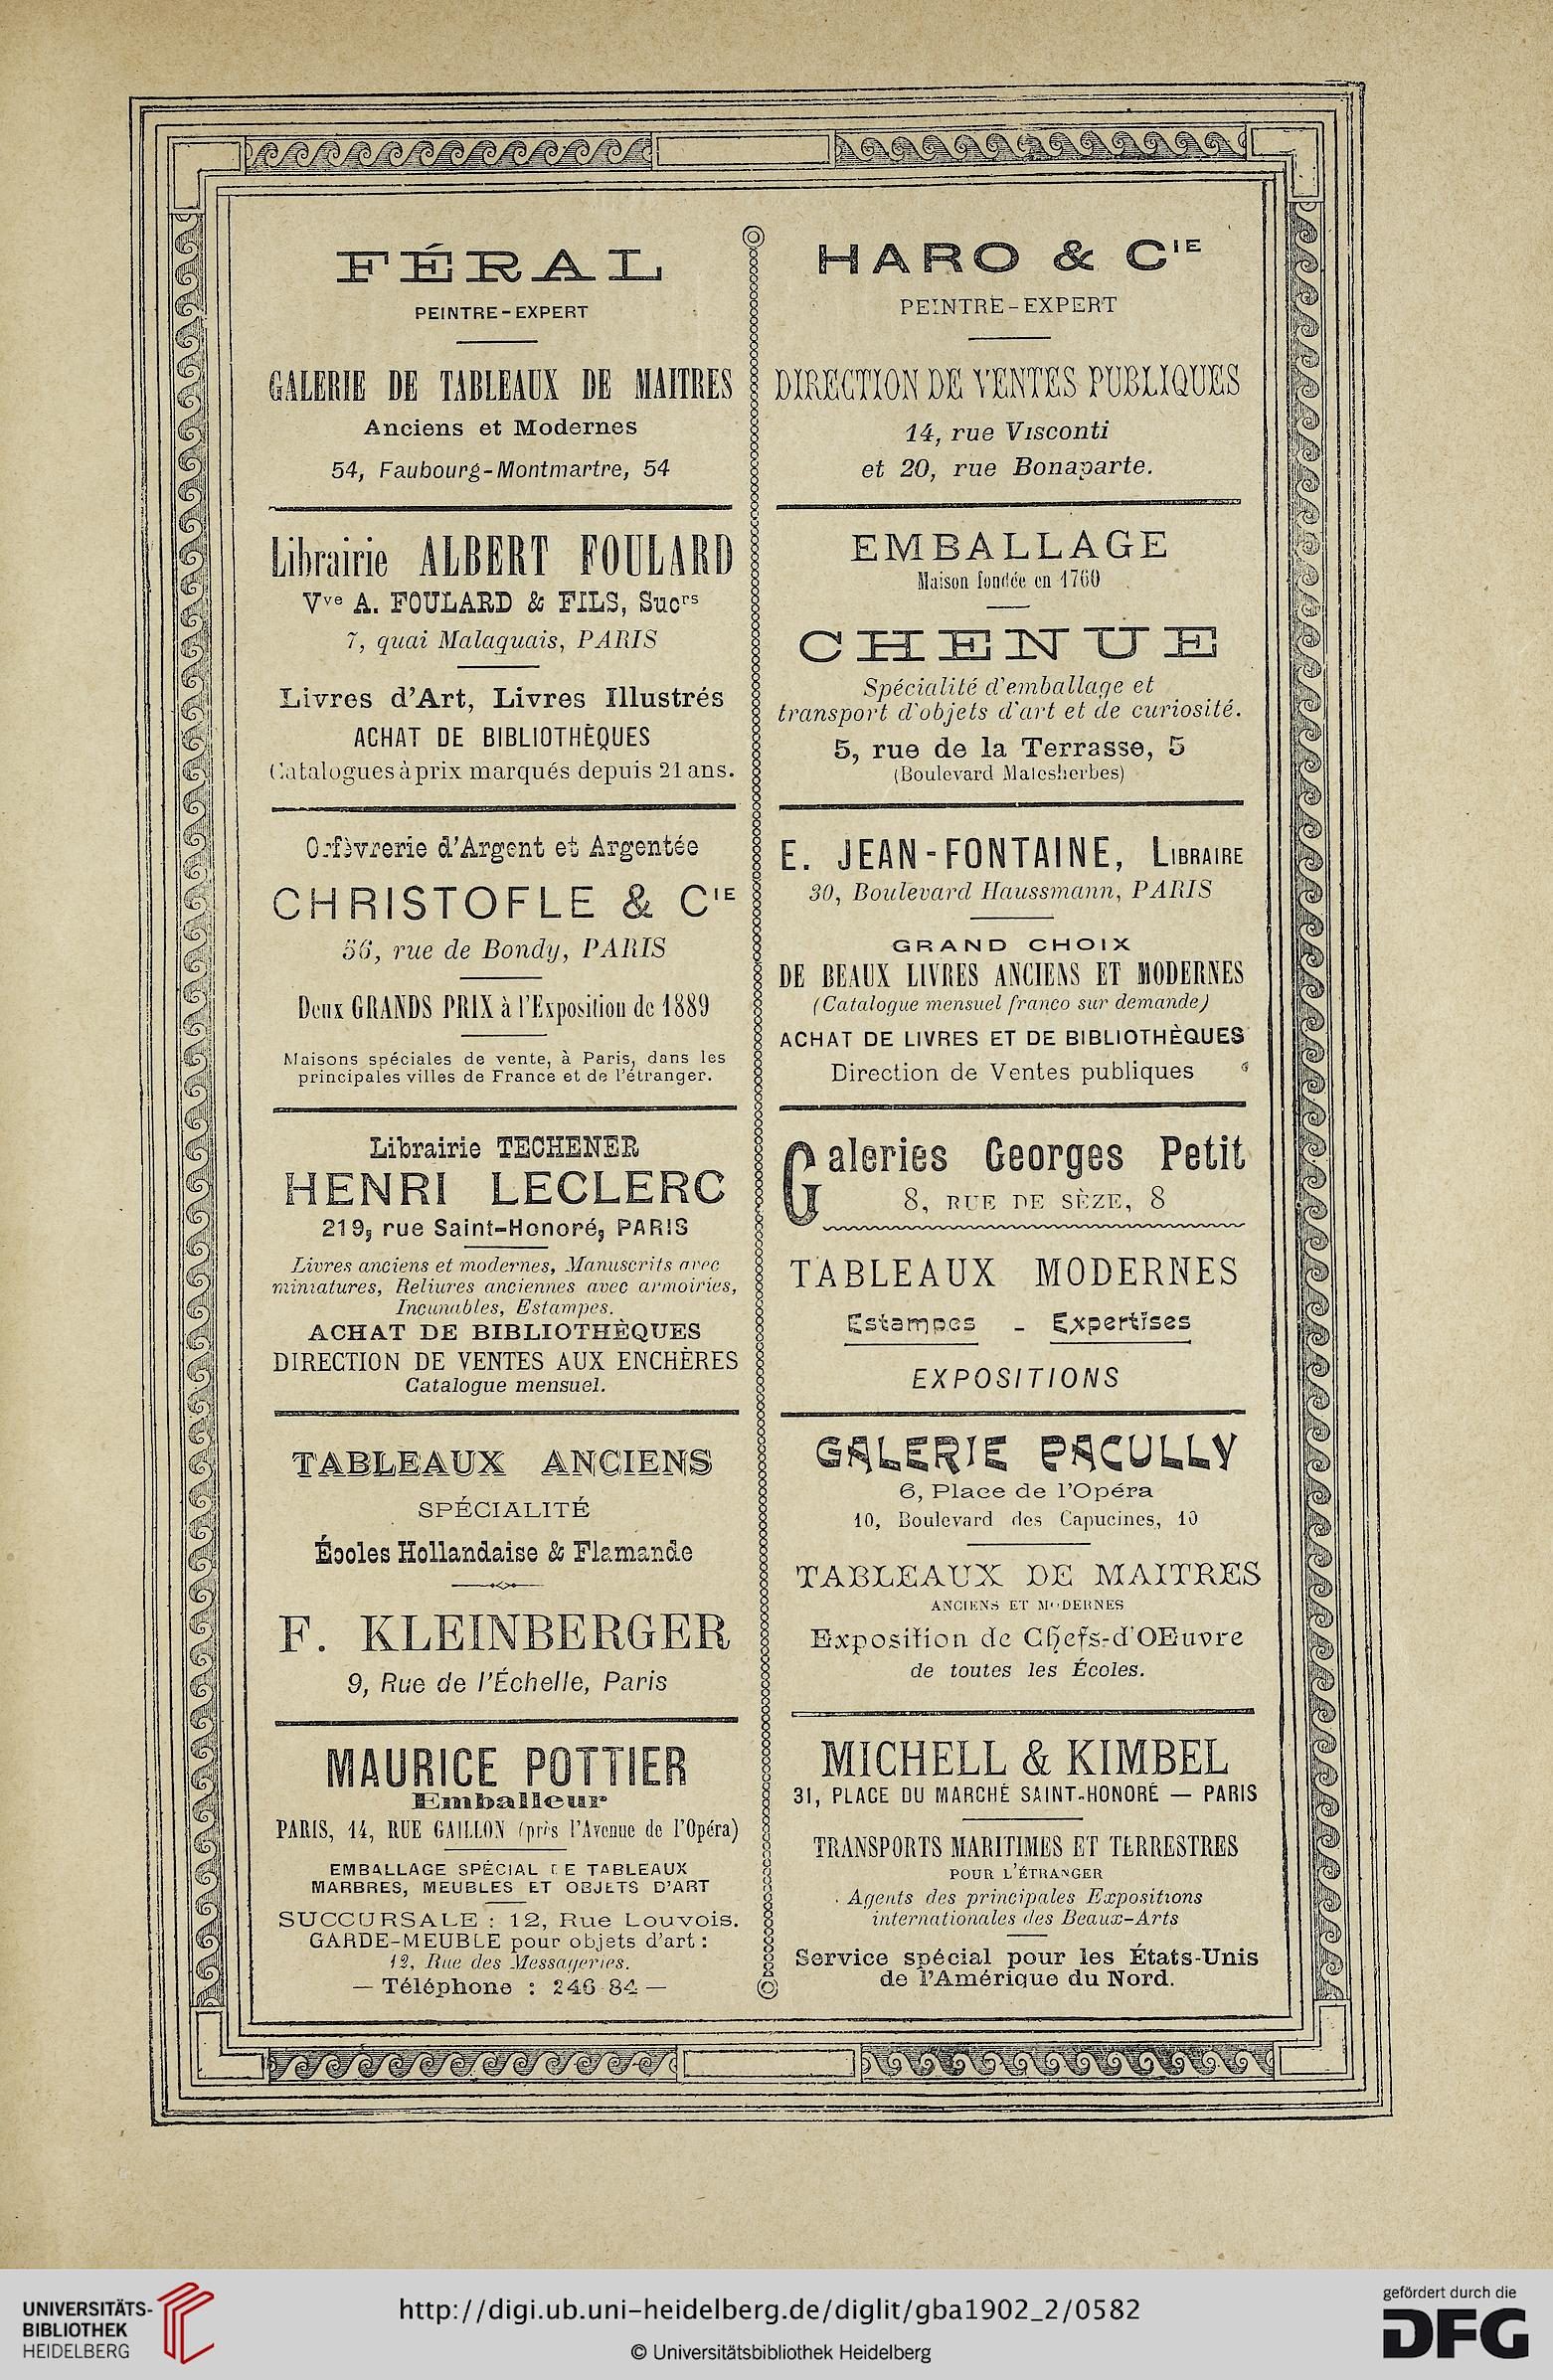 FÉRAL
PEINTRE-EXPERT
GALERIE DE TABLEAUX DE MAITRES
Anciens et Modernes
54, Faubourg-Montmartre, 54
Librairie ALBERT FOULARD
Vve A. FOULARD & FILS, Sucrs
7, quai Malaquais, PARIS
Livres d'Art, Livres Illustrés
ACHAT DE BIBLIOTHÈQUES
Catalogues à prix marqués depuis 21 ans.
Orfèvrerie d'Argent et Argentée
CHRISTOFLE & CIE
56, rue de Bondy, PARIS
Deux GRANDS PRIX à l'Exposition de 1889
Maisons spéciales de vente, à Paris, dans les
principales villes de France et de l'étranger.
Librairie TECHENER
HENRI LECLERC
219, rue Saint-Honoré, PARIS
Livres anciens et modernes, Manuscrits avec
miniatures, Reliures anciennes avec armoiries,
Incunables, Estampes.
ACHAT DE BIBLIOTHÈQUES
DIRECTION DE VENTES AUX ENCHÈRES
Catalogue mensuel.
TABLEAUX ANCIENS
SPÉCIALITÉ
Écoles Hollandaise & Flamande
F. KLEINBERGER
9, Rue de l'Échelle, Paris
MAURICE POTTIER
Emballeur
PARIS, 14, RUE GAILLON (près l'Avenue de l'Opéra)
EMBALLAGE SPÉCIAL DE TABLEAUX
MARBRES, MEUBLES ET OBJETS D'ART
SUCCURSALE : 12, Rue Louvois.
GARDE-MEUBLE pour objets d'art :
12, Rue des Messageries.
— Téléphone : 246 84 —
HARO & CIE
PEINTRE-EXPERT
DIRECTION DE VENTES PUBLIQUES
14, rue Visconti
et 20, rue Bonaparte.
EMBALLAGE
Maison fondée en 1760
CHENUE
Spécialité d'emballage et
transport d'objets d'art et de curiosité.
5, rue de la Terrasse, 5
(Boulevard Malesherbes)
E. JEAN-FONTAINE, LIBRAIRE
30, Boulevard Haussmann, PARIS
GRAND CHOIX
DE BEAUX LIVRES ANCIENS ET MODERNES
(Catalogue mensuel franco sur demande)
ACHAT DE LIVRES ET DE BIBLIOTHÈQUES
Direction de Ventes publiques
Galeries Georges Petit
8, RUE DE SÈZE, 8
TABLEAUX MODERNES
Estampes - Expertises
EXPOSITIONS
GALERIE PACULLY
6, Place de l'Opéra
10, Boulevard des Capucines, 10
TABLEAUX DE MAITRES
ANCIENS ET MODERNES
Exposition de Chefs-d'OEuvre
de toutes les Écoles.
MICHELL & KIMBEL
31, PLACE DU MARCHÉ SAINT-HONORÉ — PARIS
TRANSPORTS MARITIMES ET TERRESTRES
POUR L'ÉTRANGER
Agents des principales Expositions
internationales des Beaux-Arts
Service spécial pour les États-Unis
de l'Amérique du Nord.
UNIVERSITÄTS-
BIBLIOTHEK
HEIDELBERG
http://digi.ub.uni-heidelberg.de/diglit/gba1902_2/0582
© Universitätsbibliothek Heidelberg
gefördert durch die
DFG